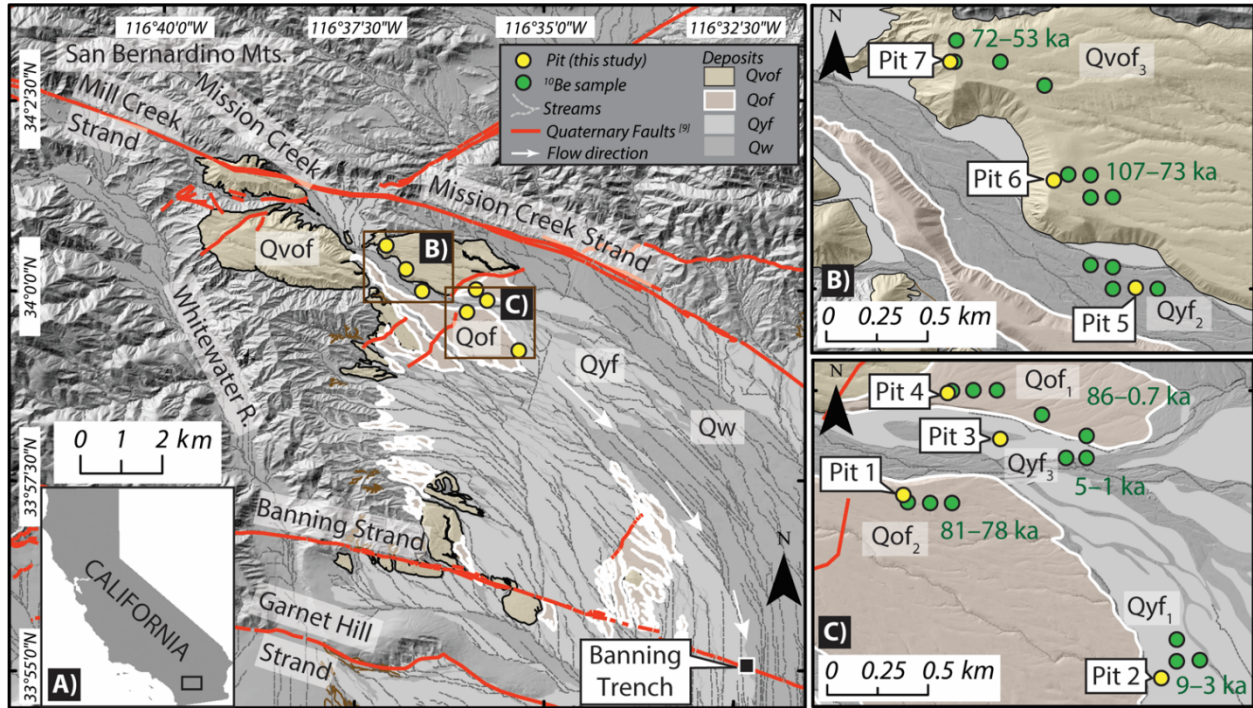 116°40'0"W
116°37'30"W
116°35'0"W
116°32'30"W
34°2'30"N
34°0'0"N
33°57'30"N
33°55'0"N
San Bernardino Mts.
Mill Creek
Strand
Mission Creek
Mission Creek Strand
Whitewater R.
Pit (this study)
¹⁰Be sample
Streams
Quaternary Faults [9]
Flow direction
Deposits
Qvof
Qof
Qyf
Qw
Qvof
B)
C)
Qof
Qyf
Qw
0 1 2 km
Banning Strand
Garnet Hill
Strand
N
Banning
Trench
CALIFORNIA
A)
N
72–53 ka
Pit 7
Qvof₃
Pit 6
107–73 ka
Pit 5
Qyf₂
B)
0 0.25 0.5 km
N
Pit 4
Qof₁
86–0.7 ka
Pit 3
Qyf₃
5–1 ka
Pit 1
Qof₂
81–78 ka
Qyf₁
Pit 2
9–3 ka
C)
0 0.25 0.5 km